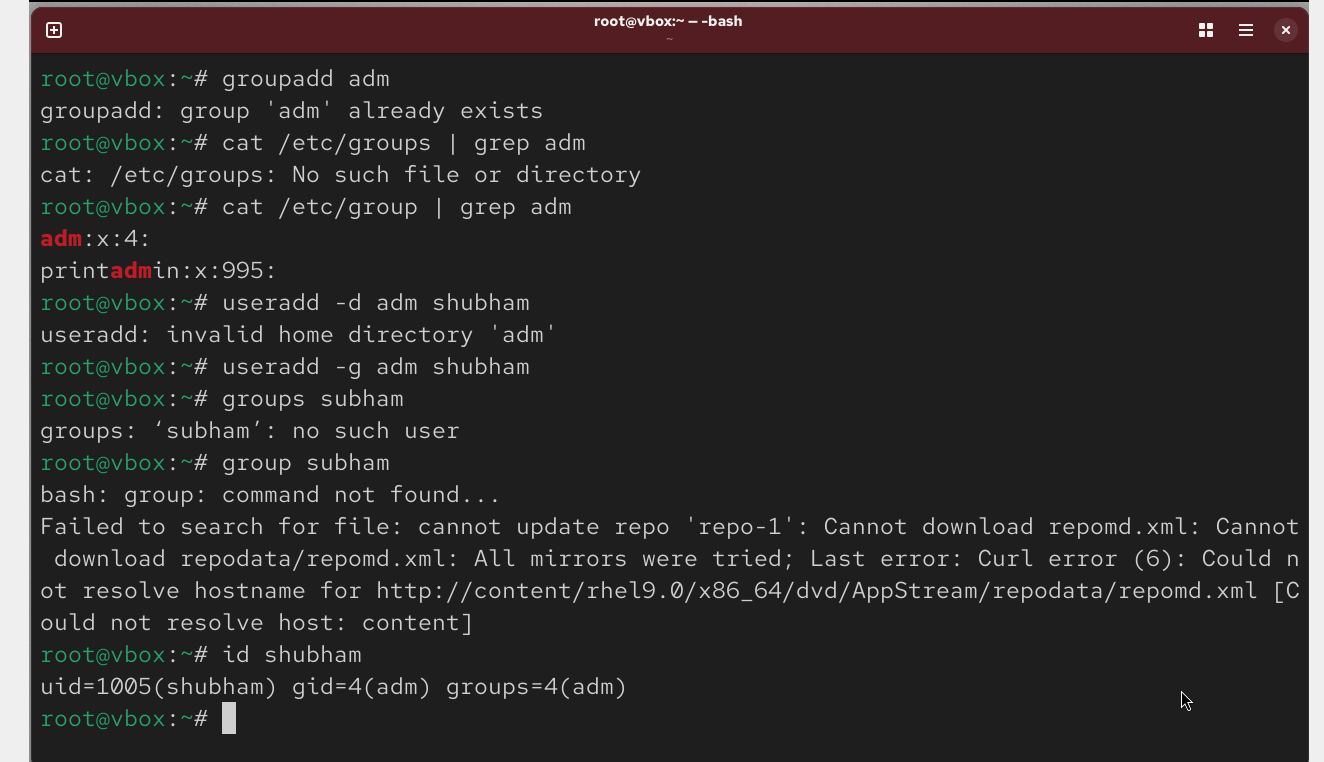 root@vbox:~ — -bash
~
root@vbox:~# groupadd adm
groupadd: group 'adm' already exists
root@vbox:~# cat /etc/groups | grep adm
cat: /etc/groups: No such file or directory
root@vbox:~# cat /etc/group | grep adm
adm:x:4:
printadmin:x:995:
root@vbox:~# useradd -d adm shubham
useradd: invalid home directory 'adm'
root@vbox:~# useradd -g adm shubham
root@vbox:~# groups subham
groups: ‘subham’: no such user
root@vbox:~# group subham
bash: group: command not found...
Failed to search for file: cannot update repo 'repo-1': Cannot download repomd.xml: Cannot
 download repodata/repomd.xml: All mirrors were tried; Last error: Curl error (6): Could n
ot resolve hostname for http://content/rhel9.0/x86_64/dvd/AppStream/repodata/repomd.xml [C
ould not resolve host: content]
root@vbox:~# id shubham
uid=1005(shubham) gid=4(adm) groups=4(adm)
root@vbox:~#